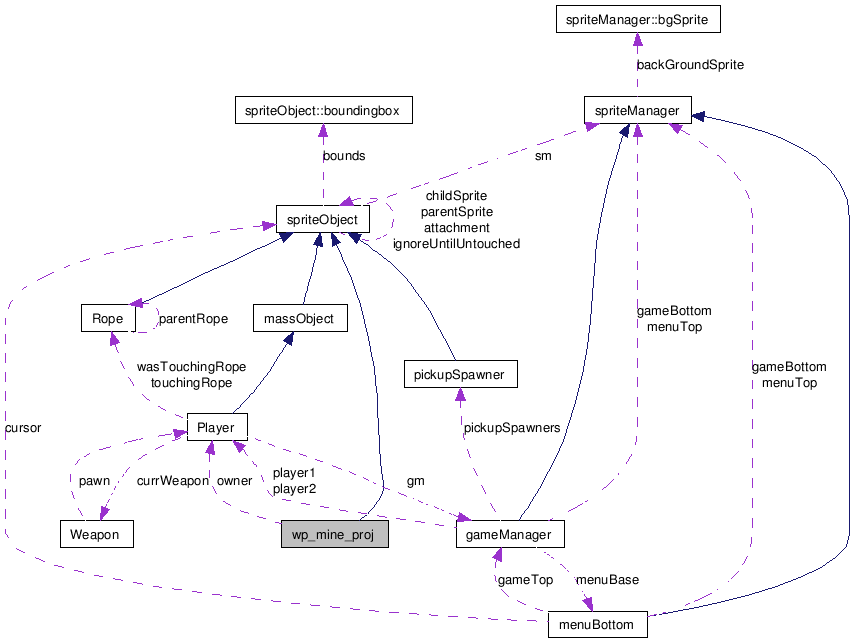 spriteManager::bgSprite
backGroundSprite
spriteObject::boundingbox
spriteManager
bounds
sm
childSprite
parentSprite
attachment
ignoreUntilUntouched
spriteObject
Rope
parentRope
massObject
gameBottom
menuTop
wasTouchingRope
touchingRope
pickupSpawner
gameBottom
menuTop
cursor
Player
pickupSpawners
pawn
currWeapon
owner
player1
player2
gm
Weapon
wp_mine_proj
gameManager
gameTop
menuBase
menuBottom